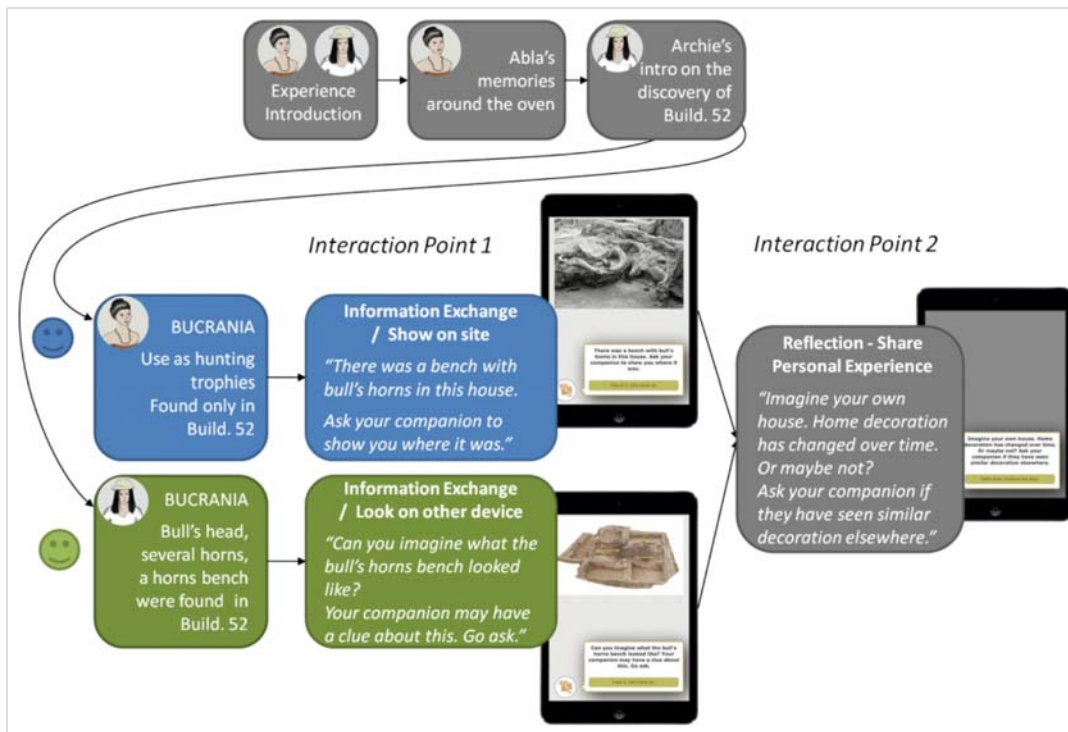 Experience
Introduction
Abla's
memories
around the oven
Archie's
intro on the
discovery of
Build. 52
Interaction Point 1
Interaction Point 2
BUCRANIA
Use as hunting
trophies
Found only in
Build. 52
Information Exchange
/ Show on site
“There was a bench with
bull's horns in this house.
Ask your companion to
show you where it was.”
There was a bench with bull's
horns in this house. Ask your
companion to show you where it
was.
Reflection - Share
Personal Experience
“Imagine your own
house. Home decoration
has changed over time.
Or maybe not?
Ask your companion if
they have seen similar
decoration elsewhere.”
Imagine your own house. Home
decoration has changed over time.
Or maybe not? Ask your
companion if they have seen
similar decoration elsewhere.
BUCRANIA
Bull's head,
several horns,
a horns bench
were found in
Build. 52
Information Exchange
/ Look on other device
“Can you imagine what the
bull's horns bench looked
like?
Your companion may have
a clue about this. Go ask.”
Can you imagine what the bull's
horns bench looked like? Your
companion may have a clue about
this. Go ask.